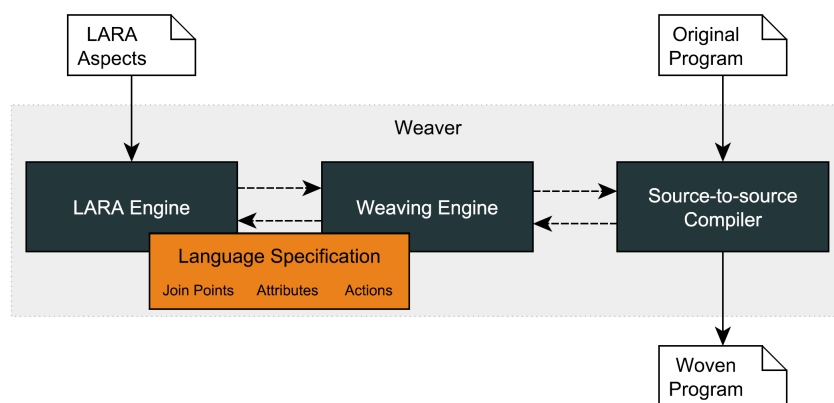 LARA
Aspects
Original
Program
Weaver
LARA Engine
Weaving Engine
Source-to-source
Compiler
Language Specification
Join Points Attributes Actions
Woven
Program